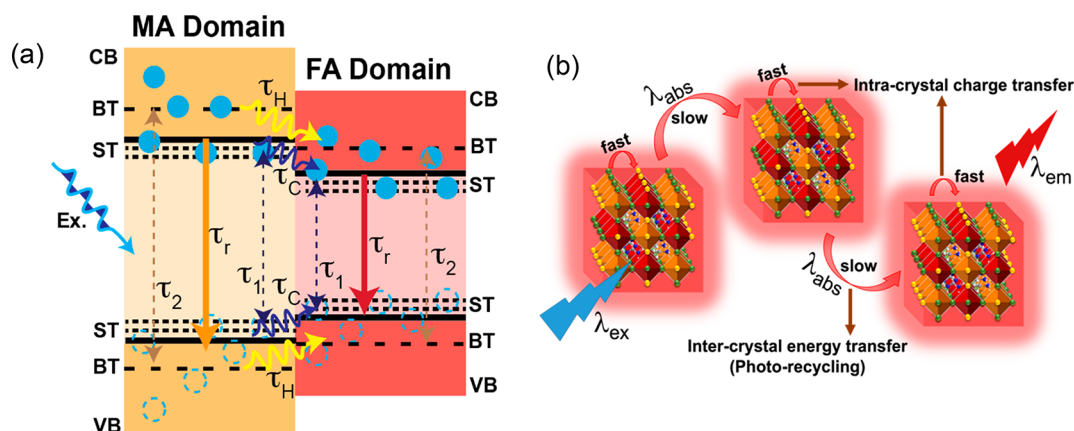 (a)
MA Domain
CB
FA Domain
τH
CB
BT
BT
ST
τC
ST
Ex.
τr
τ1
τC
τ1
τr
τ2
τ2
ST
ST
BT
BT
τH
VB
VB
(b)
fast
λabs
slow
Intra-crystal charge transfer
fast
λem
fast
λabs
slow
λex
Inter-crystal energy transfer
(Photo-recycling)